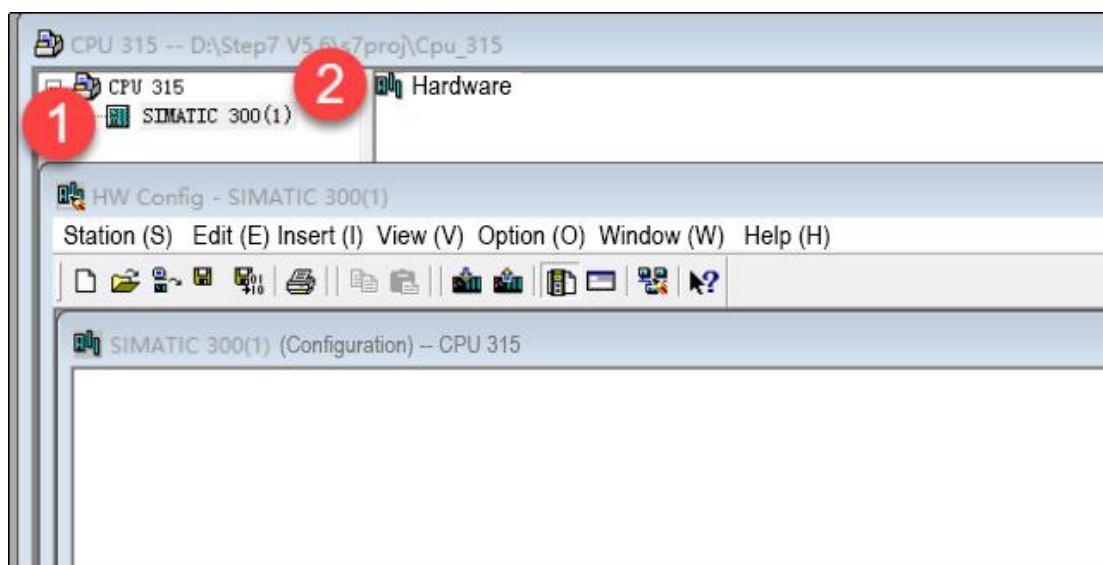 CPU 315 -- D:\Step7 V5.6\s7proj\Cpu_315
CPU 315
2
Hardware
1
SIMATIC 300(1)
HW Config - SIMATIC 300(1)
Station (S) Edit (E) Insert (I) View (V) Option (O) Window (W) Help (H)
SIMATIC 300(1) (Configuration) -- CPU 315